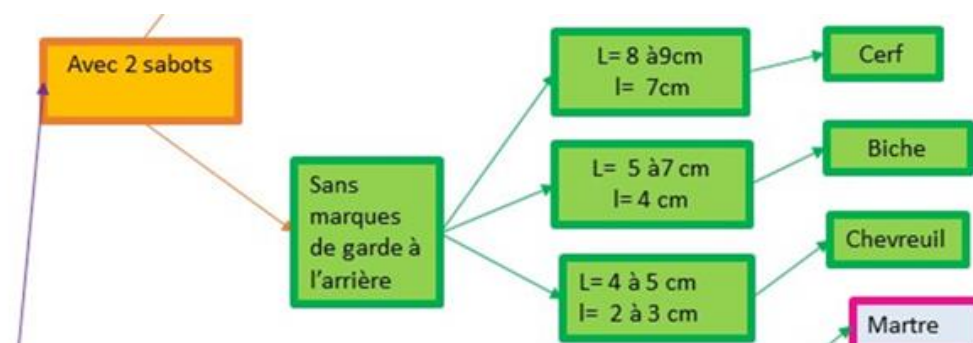 Avec 2 sabots
Sans
marques
de garde à
l'arrière
L= 8 à9cm
l= 7cm
Cerf
L= 5 à7 cm
l= 4 cm
Biche
L= 4 à 5 cm
l= 2 à 3 cm
Chevreuil
Martre